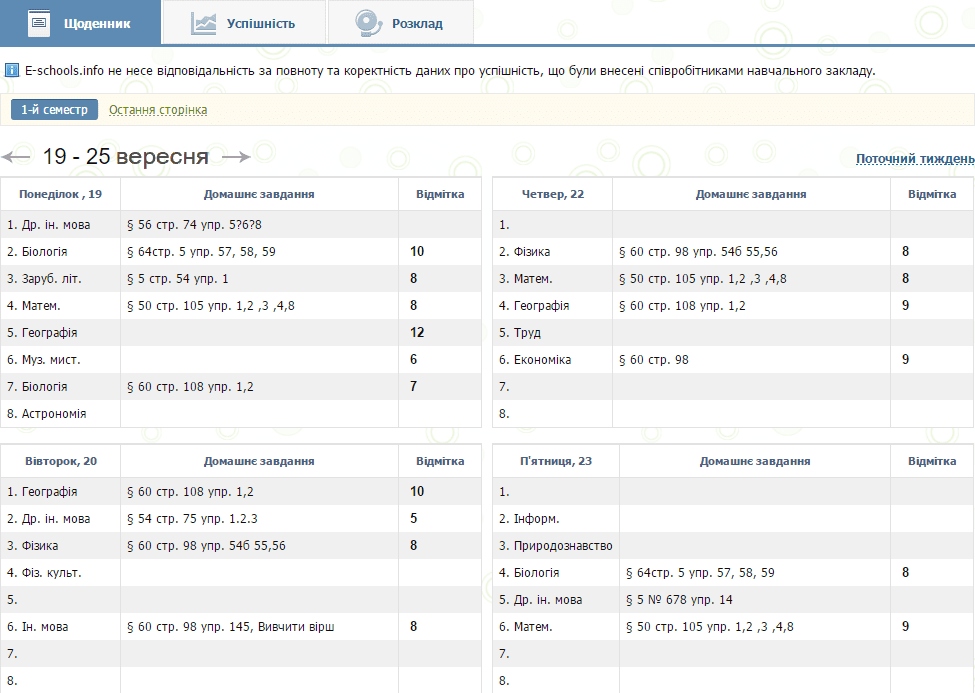 Щоденник Успішність Розклад
E-schools.info не несе відповідальність за повноту та коректність даних про успішність, що були внесені співробітниками навчального закладу.
1-й семестр Остання сторінка
19 - 25 вересня
Поточний тиждень
Понеділок , 19 Домашнє завдання Відмітка
1. Др. ін. мова § 56 стр. 74 упр. 5?6?8
2. Біологія § 64стр. 5 упр. 57, 58, 59 10
3. Заруб. літ. § 5 стр. 54 упр. 1 8
4. Матем. § 50 стр. 105 упр. 1,2 ,3 ,4,8 8
5. Географія 12
6. Муз. мист. 6
7. Біологія § 60 стр. 108 упр. 1,2 7
8. Астрономія
Четвер, 22 Домашнє завдання Відмітка
1.
2. Фізика § 60 стр. 98 упр. 54б 55,56 8
3. Матем. § 50 стр. 105 упр. 1,2 ,3 ,4,8 8
4. Географія § 60 стр. 108 упр. 1,2 9
5. Труд
6. Економіка § 60 стр. 98 9
7.
8.
Вівторок, 20 Домашнє завдання Відмітка
1. Географія § 60 стр. 108 упр. 1,2 10
2. Др. ін. мова § 54 стр. 75 упр. 1.2.3 5
3. Фізика § 60 стр. 98 упр. 54б 55,56 8
4. Фіз. культ.
5.
6. Ін. мова § 60 стр. 98 упр. 145, Вивчити вірш 8
7.
8.
П'ятниця, 23 Домашнє завдання Відмітка
1.
2. Інформ.
3. Природознавство
4. Біологія § 64стр. 5 упр. 57, 58, 59 8
5. Др. ін. мова § 5 № 678 упр. 14
6. Матем. § 50 стр. 105 упр. 1,2 ,3 ,4,8 9
7.
8.